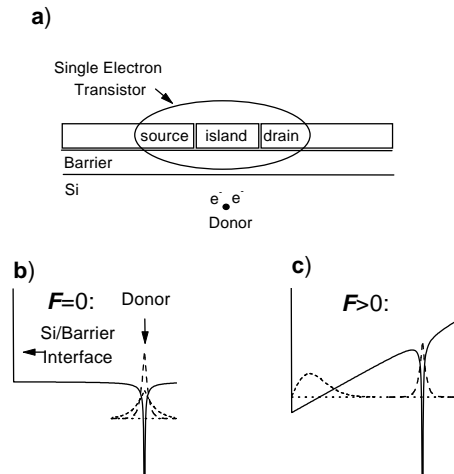 a)
Single Electron
Transistor
source island drain
Barrier
Si
e- e-
Donor
b)
F=0:
Donor
Si/Barrier
Interface
c)
F>0: